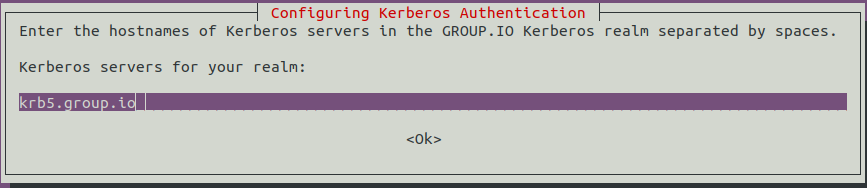 Configuring Kerberos Authentication
Enter the hostnames of Kerberos servers in the GROUP.IO Kerberos realm separated by spaces.
Kerberos servers for your realm:
krb5.group.io
<Ok>